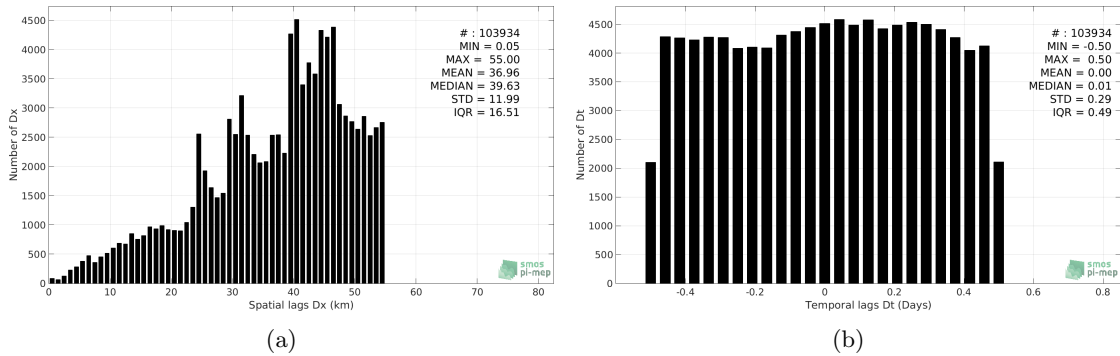 4500
4000
3500
3000
2500
2000
1500
1000
500
0
Number of Dx
# : 103934
MIN = 0.05
MAX = 55.00
MEAN = 36.96
MEDIAN = 39.63
STD = 11.99
IQR = 16.51
smos
pi-mep
0 10 20 30 40 50 60 70 80
Spatial lags Dx (km)
(a)
4500
4000
3500
3000
2500
2000
1500
1000
500
0
Number of Dt
# : 103934
MIN = -0.50
MAX = 0.50
MEAN = 0.00
MEDIAN = 0.01
STD = 0.29
IQR = 0.49
smos
pi-mep
-0.4 -0.2 0 0.2 0.4 0.6 0.8
Temporal lags Dt (Days)
(b)